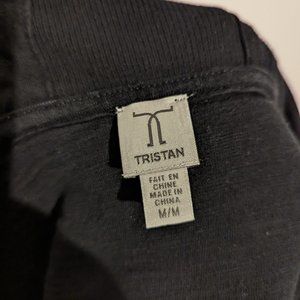 TRISTAN
FAIT EN
CHINE
MADE IN
CHINA
M/M